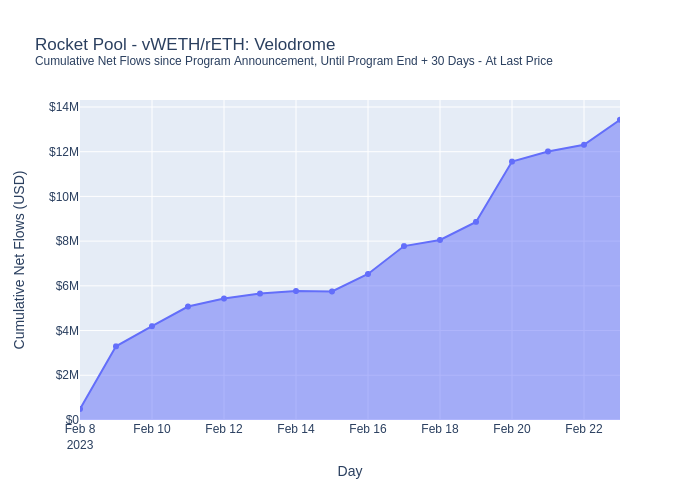 Rocket Pool - vWETH/rETH: Velodrome
Cumulative Net Flows since Program Announcement, Until Program End + 30 Days - At Last Price
$14M
$12M
$10M
$8M
$6M
$4M
$2M
$0
Cumulative Net Flows (USD)
Feb 8
2023
Feb 10
Feb 12
Feb 14
Feb 16
Feb 18
Feb 20
Feb 22
Day